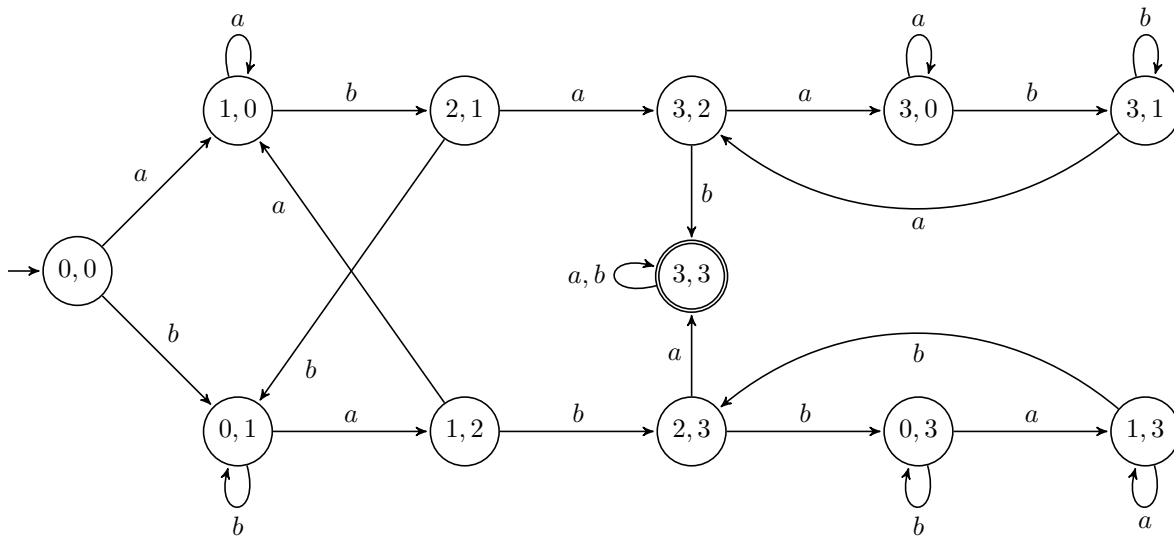 a a b
1, 0 b 2, 1 a 3, 2 a 3, 0 b 3, 1
a a b a
0, 0 a, b 3, 3
b b a b
0, 1 a 1, 2 b 2, 3 b 0, 3 a 1, 3
b b a